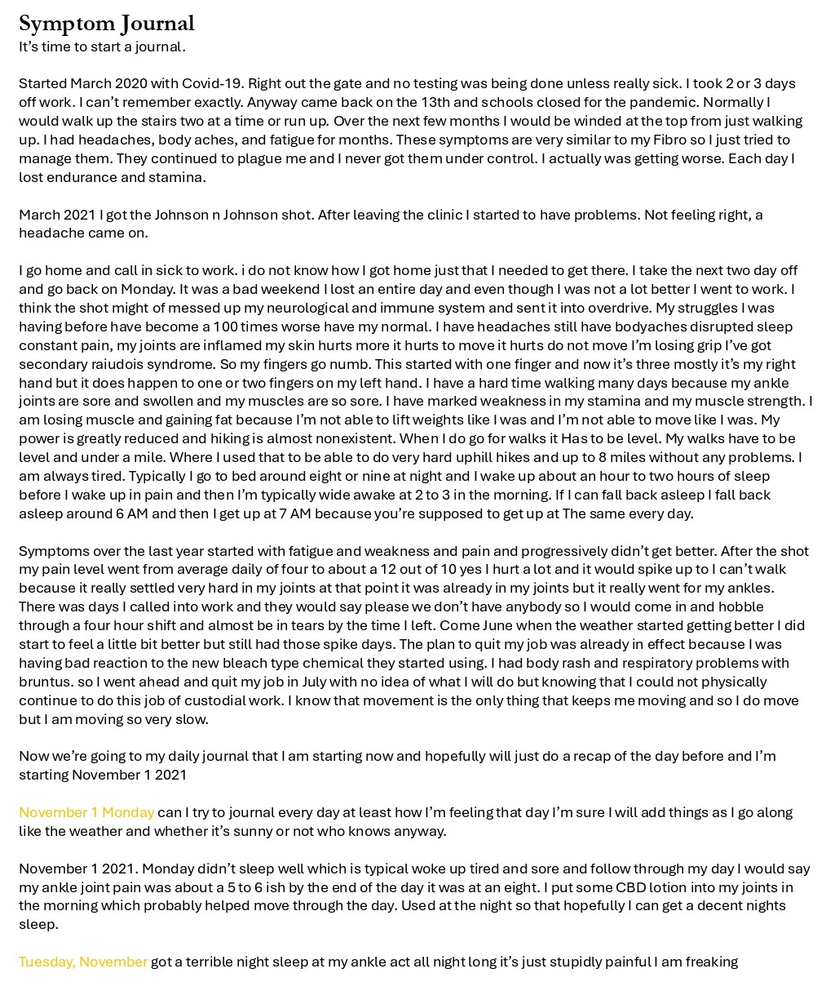 Symptom Journal
It's time to start a journal.
Started March 2020 with Covid-19. Right out the gate and no testing was being done unless really sick. I took 2 or 3 days
off work. I can't remember exactly. Anyway came back on the 13th and schools closed for the pandemic. Normally I
would walk up the stairs two at a time or run up. Over the next few months I would be winded at the top from just walking
up. I had headaches, body aches, and fatigue for months. These symptoms are very similar to my Fibro so I just tried to
manage them. They continued to plague me and I never got them under control. I actually was getting worse. Each day I
lost endurance and stamina.
March 2021 I got the Johnson n Johnson shot. After leaving the clinic I started to have problems. Not feeling right, a
headache came on.
I go home and call in sick to work. i do not know how I got home just that I needed to get there. I take the next two day off
and go back on Monday. It was a bad weekend I lost an entire day and even though I was not a lot better I went to work. I
think the shot might of messed up my neurological and immune system and sent it into overdrive. My struggles I was
having before have become a 100 times worse have my normal. I have headaches still have bodyaches disrupted sleep
constant pain, my joints are inflamed my skin hurts more it hurts to move it hurts do not move I'm losing grip I've got
secondary raiudois syndrome. So my fingers go numb. This started with one finger and now it's three mostly it's my right
hand but it does happen to one or two fingers on my left hand. I have a hard time walking many days because my ankle
joints are sore and swollen and my muscles are so sore. I have marked weakness in my stamina and my muscle strength. I
am losing muscle and gaining fat because I'm not able to lift weights like I was and I'm not able to move like I was. My
power is greatly reduced and hiking is almost nonexistent. When I do go for walks it Has to be level. My walks have to be
level and under a mile. Where I used that to be able to do very hard uphill hikes and up to 8 miles without any problems. I
am always tired. Typically I go to bed around eight or nine at night and I wake up about an hour to two hours of sleep
before I wake up in pain and then I'm typically wide awake at 2 to 3 in the morning. If I can fall back asleep I fall back
asleep around 6 AM and then I get up at 7 AM because you're supposed to get up at The same every day.
Symptoms over the last year started with fatigue and weakness and pain and progressively didn't get better. After the shot
my pain level went from average daily of four to about a 12 out of 10 yes I hurt a lot and it would spike up to I can't walk
because it really settled very hard in my joints at that point it was already in my joints but it really went for my ankles.
There was days I called into work and they would say please we don't have anybody so I would come in and hobble
through a four hour shift and almost be in tears by the time I left. Come June when the weather started getting better I did
start to feel a little bit better but still had those spike days. The plan to quit my job was already in effect because I was
having bad reaction to the new bleach type chemical they started using. I had body rash and respiratory problems with
bruntus. so I went ahead and quit my job in July with no idea of what I will do but knowing that I could not physically
continue to do this job of custodial work. I know that movement is the only thing that keeps me moving and so I do move
but I am moving so very slow.
Now we're going to my daily journal that I am starting now and hopefully will just do a recap of the day before and I'm
starting November 1 2021
November 1 Monday can I try to journal every day at least how I'm feeling that day I'm sure I will add things as I go along
like the weather and whether it's sunny or not who knows anyway.
November 1 2021. Monday didn't sleep well which is typical woke up tired and sore and follow through my day I would say
my ankle joint pain was about a 5 to 6 ish by the end of the day it was at an eight. I put some CBD lotion into my joints in
the morning which probably helped move through the day. Used at the night so that hopefully I can get a decent nights
sleep.
Tuesday, November got a terrible night sleep at my ankle act all night long it's just stupidly painful I am freaking